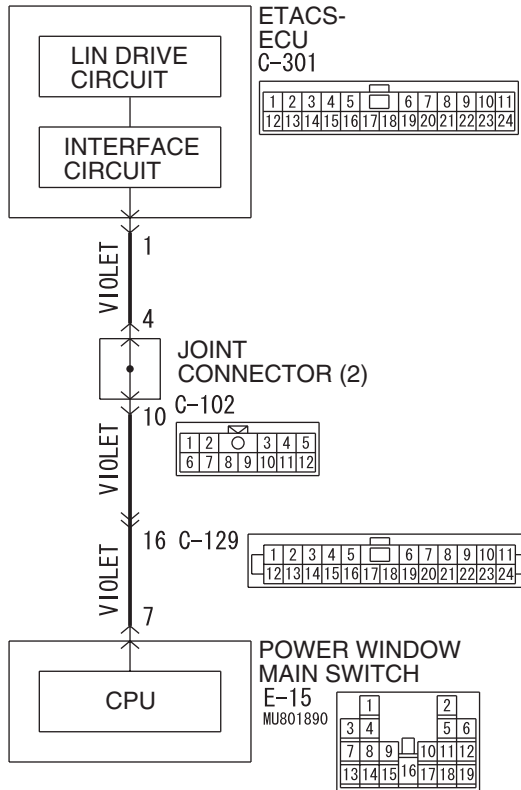 ETACS-
ECU
C-301
LIN DRIVE
CIRCUIT
INTERFACE
CIRCUIT
1 2 3 4 5 6 7 8 9 10 11
12 13 14 15 16 17 18 19 20 21 22 23 24
1
VIOLET
4
JOINT
CONNECTOR (2)
10 C-102
1 2 3 4 5
6 7 8 9 10 11 12
VIOLET
16 C-129
1 2 3 4 5 6 7 8 9 10 11
12 13 14 15 16 17 18 19 20 21 22 23 24
VIOLET
7
POWER WINDOW
MAIN SWITCH
E-15
MU801890
CPU
1 2
3 4 5 6
7 8 9 10 11 12
13 14 15 16 17 18 19